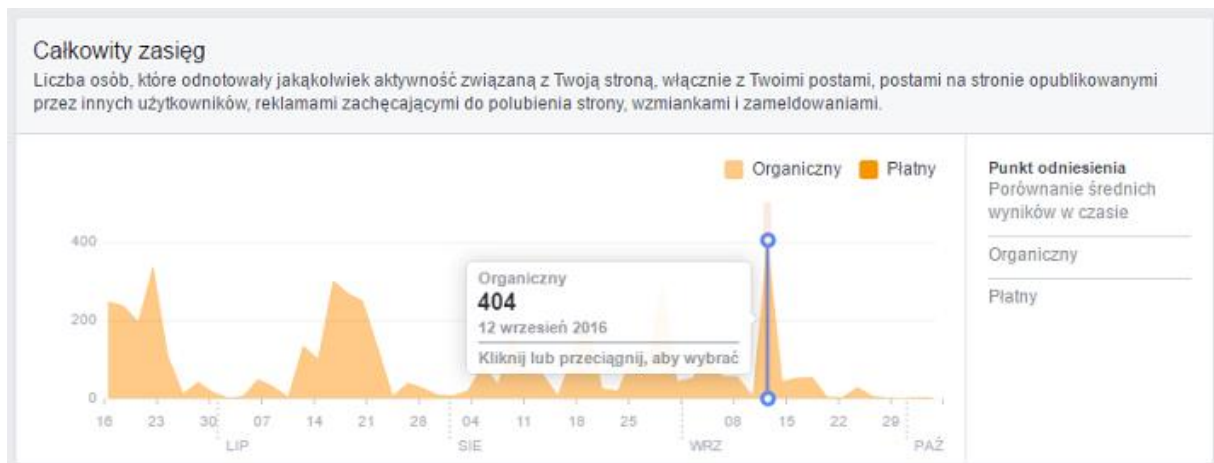 Całkowity zasięg
Liczba osób, które odnotowały jakąkolwiek aktywność związaną z Twoją stroną, włącznie z Twoimi postami, postami na stronie opublikowanymi
przez innych użytkowników, reklamami zachęcającymi do polubienia strony, wzmiankami i zameldowaniami.
Organiczny Płatny
Punkt odniesienia
Porównanie średnich
wyników w czasie
Organiczny
Płatny
400
200
0
Organiczny
404
12 wrzesień 2016
Kliknij lub przeciągnij, aby wybrać
16 23 30 07 14 21 28 04 11 18 25 08 15 22 29
LIP SIE WRZ PAŹ